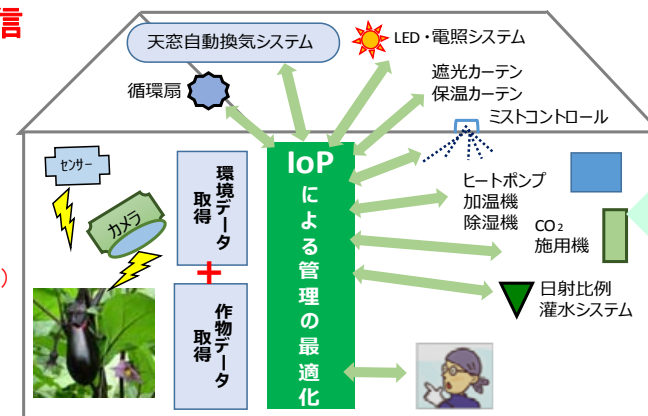 信
天窓自動換気システム
LED・電照システム
循環扇
遮光カーテン
保温カーテン
ミストコントロール
センサー
カメラ
環境データ
取得
+
作物データ
取得
IoP
による管理の最適化
ヒートポンプ
加温機
除湿機
CO₂
施用機
日射比例
灌水システム
)